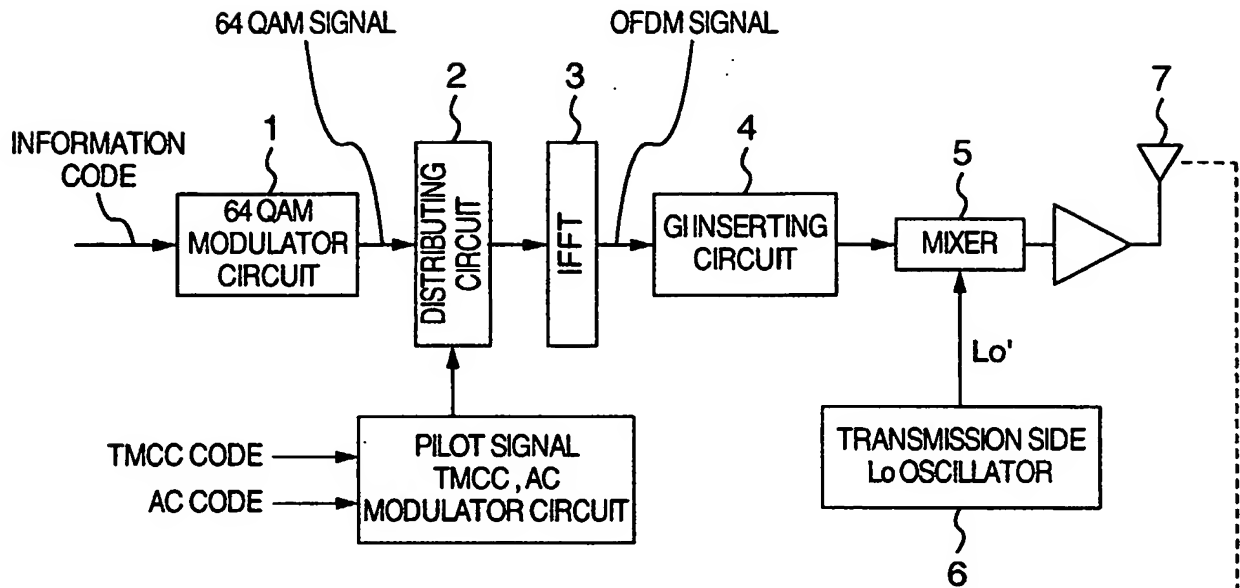 64 QAM SIGNAL
OFDM SIGNAL
INFORMATION
CODE
1
2
3
4
5
7
64 QAM
MODULATOR
CIRCUIT
DISTRIBUTING
CIRCUIT
IFFT
GI INSERTING
CIRCUIT
MIXER
Lo'
TMCC CODE
AC CODE
PILOT SIGNAL
TMCC, AC
MODULATOR CIRCUIT
TRANSMISSION SIDE
Lo OSCILLATOR
6